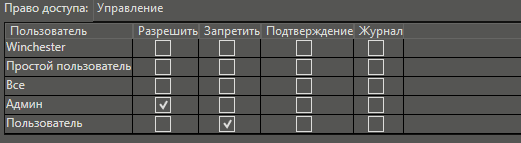 Право доступа: Управление
Пользователь Разрешить Запретить Подтверждение Журнал
Winchester
Простой пользователь
Все
Админ
Пользователь